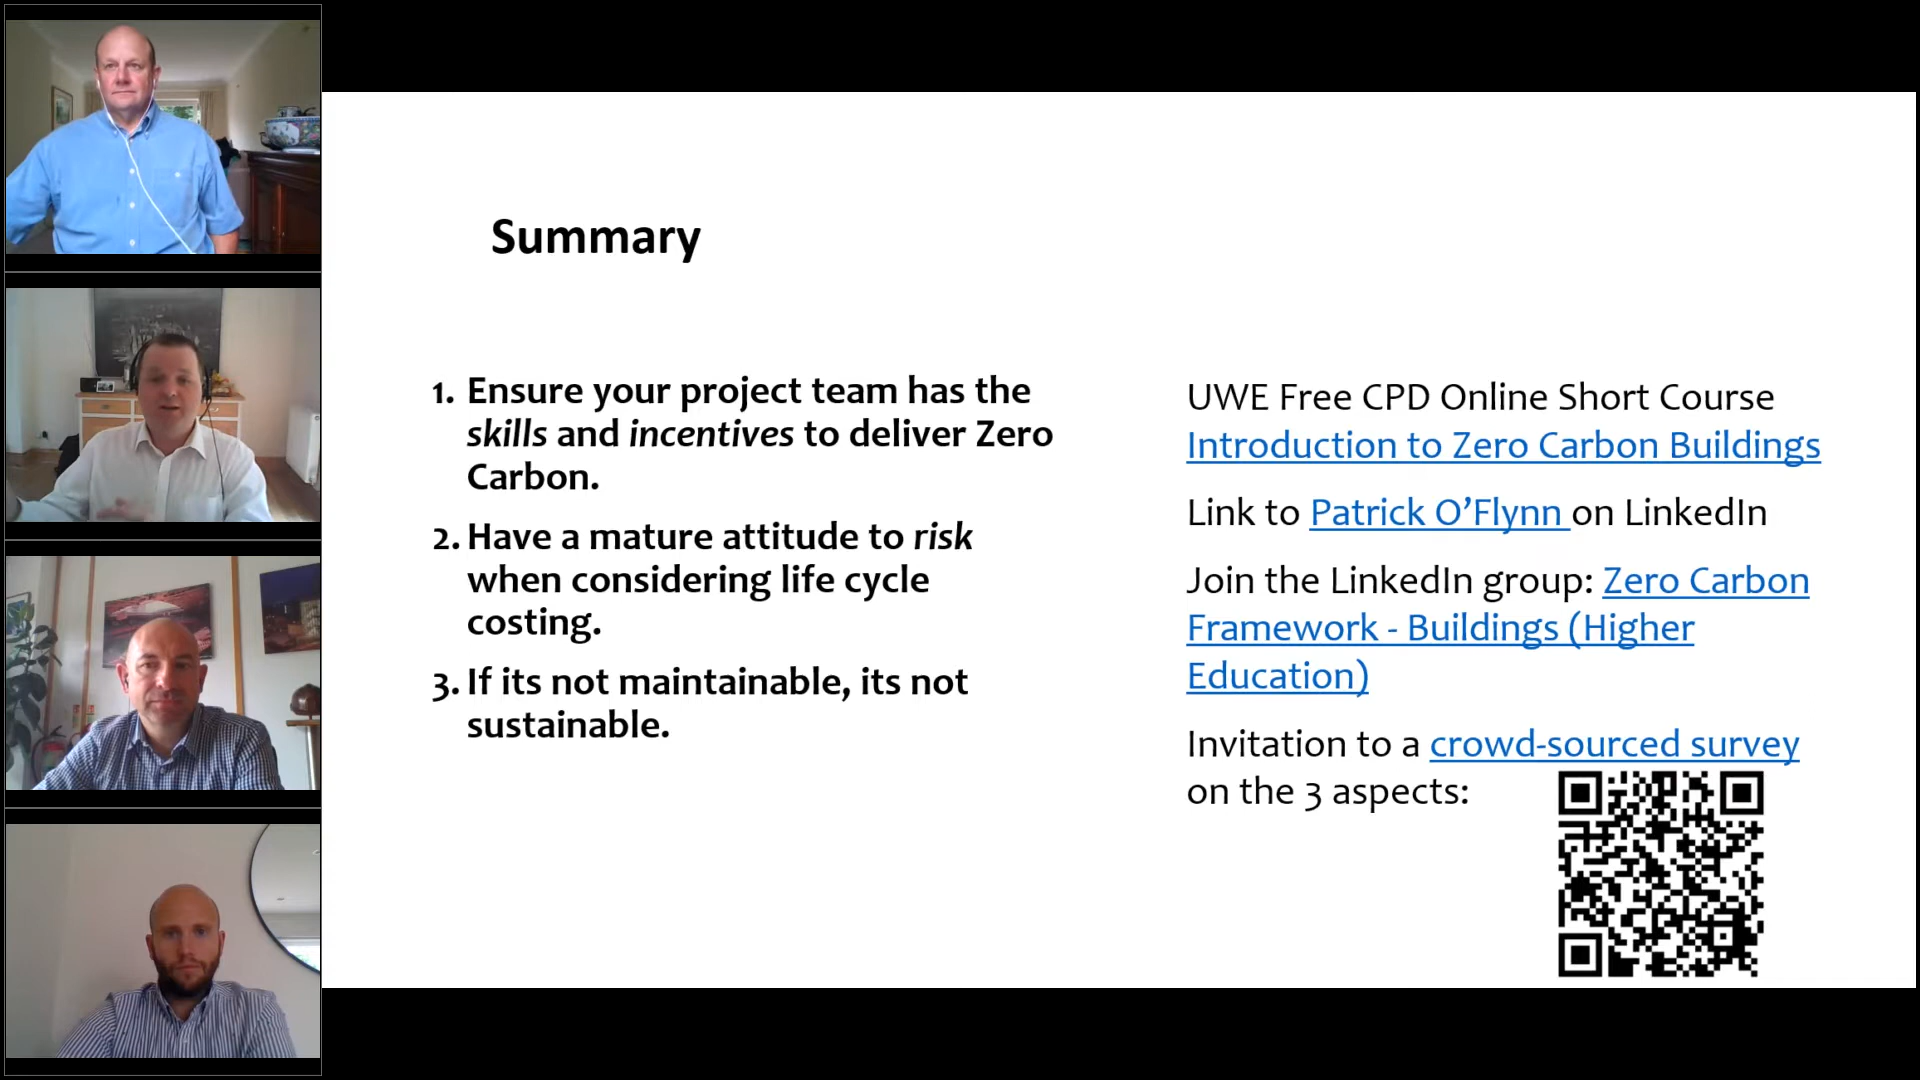 Summary
1. Ensure your project team has the
skills and incentives to deliver Zero
Carbon.
2. Have a mature attitude to risk
when considering life cycle
costing.
3. If its not maintainable, its not
sustainable.
UWE Free CPD Online Short Course
Introduction to Zero Carbon Buildings
Link to Patrick O’Flynn on LinkedIn
Join the LinkedIn group: Zero Carbon
Framework - Buildings (Higher
Education)
Invitation to a crowd-sourced survey
on the 3 aspects: